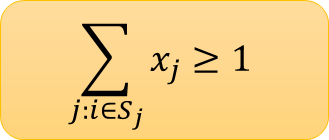 ∑_{j:i∈S_j} x_j ≥ 1